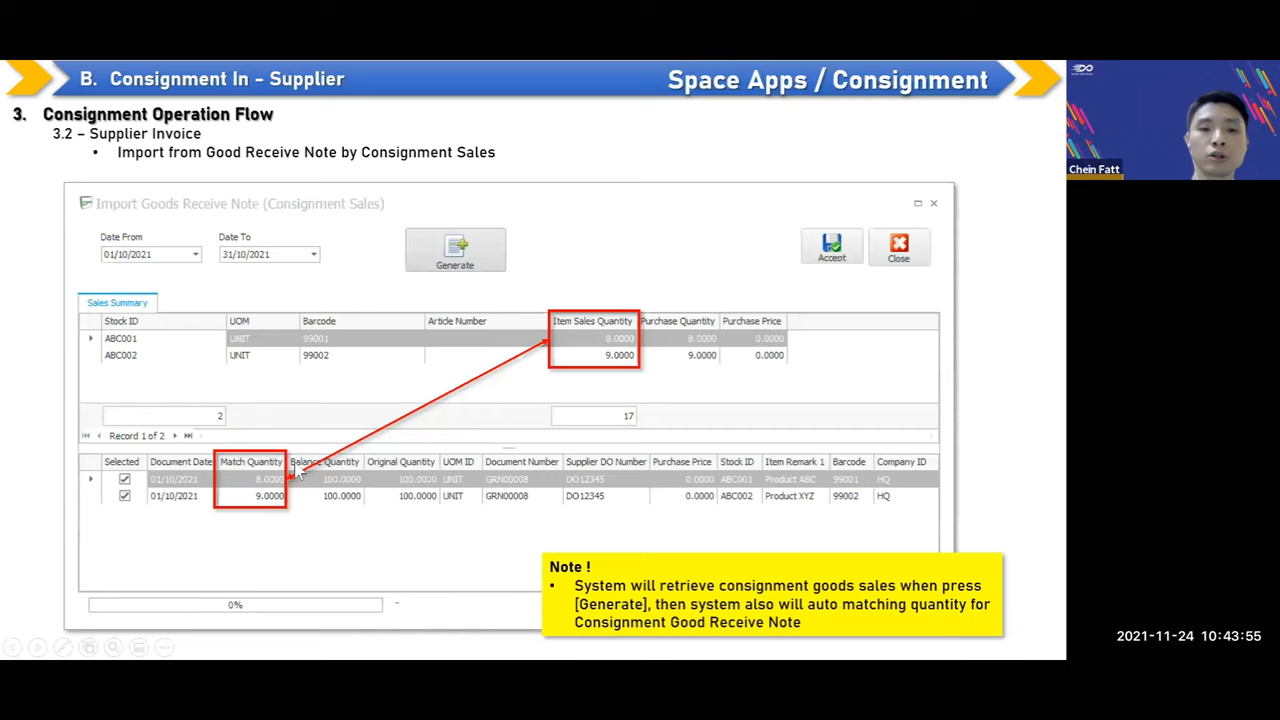 B. Consignment In - Supplier
Space Apps / Consignment
3. Consignment Operation Flow
3.2 – Supplier Invoice
• Import from Good Receive Note by Consignment Sales
Chein Fatt
Import Goods Receive Note (Consignment Sales)
Date From Date To
01/10/2021 31/10/2021
Generate
Accept
Close
Sales Summary
Stock ID UOM Barcode Article Number Item Sales Quantity Purchase Quantity Purchase Price
ABC001 UNIT 99001 8.0000 8.0000 0.0000
ABC002 UNIT 99002 9.0000 9.0000 0.0000
2 17
Record 1 of 2
Selected Document Date Match Quantity Balance Quantity Original Quantity UOM ID Document Number Supplier DO Number Purchase Price Stock ID Item Remark 1 Barcode Company ID
01/10/2021 8.0000 100.0000 100.0000 UNIT GRN00008 DO12345 0.0000 ABC001 Product ABC 99001 HQ
01/10/2021 9.0000 100.0000 100.0000 UNIT GRN00008 DO12345 0.0000 ABC002 Product XYZ 99002 HQ
0% -
Note !
• System will retrieve consignment goods sales when press
[Generate], then system also will auto matching quantity for
Consignment Good Receive Note
2021-11-24 10:43:55